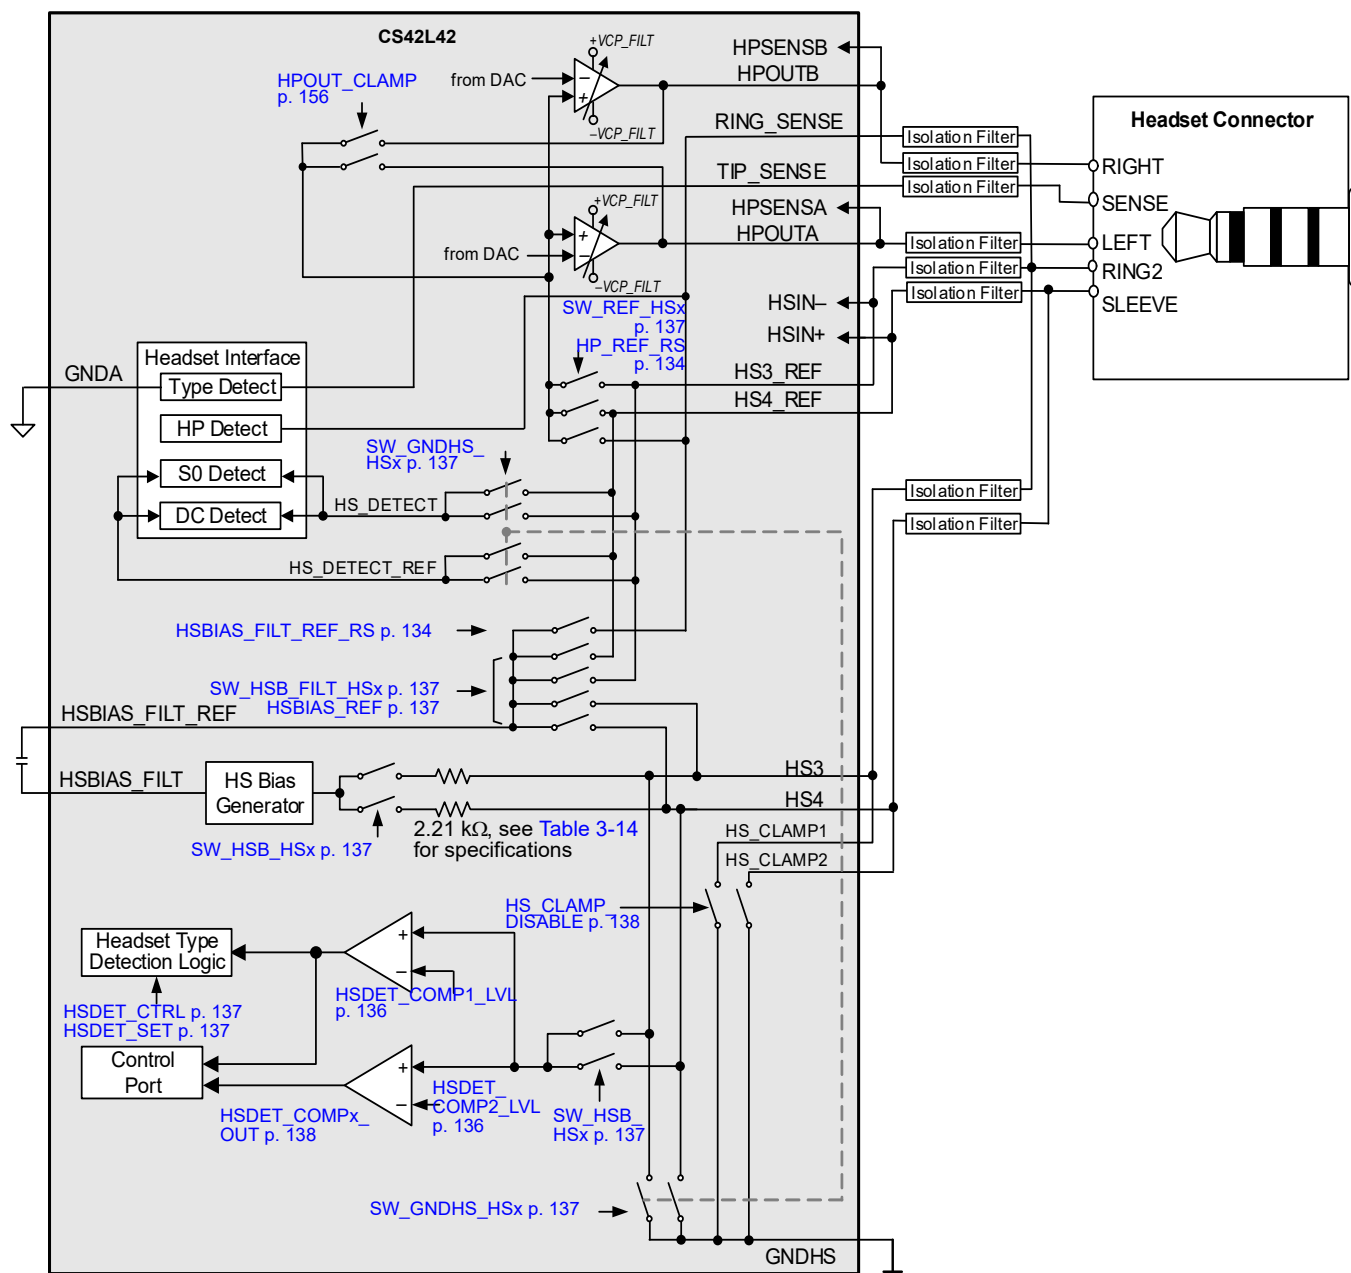 CS42L42
+VCP_FILT
from DAC
−
+
−VCP_FILT
HPOUT_CLAMP
p. 156
HPSENSB
HPOUTB
RING_SENSE
Isolation Filter
Isolation Filter
TIP_SENSE
Isolation Filter
Headset Connector
RIGHT
SENSE
LEFT
RING2
SLEEVE
+VCP_FILT
+
−
from DAC
−VCP_FILT
HPSENSA
HPOUTA
Isolation Filter
Isolation Filter
Isolation Filter
HSIN–
HSIN+
SW_REF_HSx
p. 137
HP_REF_RS
p. 134
HS3_REF
HS4_REF
GNDA
Headset Interface
Type Detect
HP Detect
S0 Detect
DC Detect
SW_GNDHS_
HSx p. 137
HS_DETECT
HS_DETECT_REF
Isolation Filter
Isolation Filter
HSBIAS_FILT_REF_RS p. 134
SW_HSB_FILT_HSx p. 137
HSBIAS_REF p. 137
HSBIAS_FILT_REF
HSBIAS_FILT
HS Bias
Generator
SW_HSB_HSx p. 137
2.21 kΩ, see Table 3-14
for specifications
HS3
HS4
HS_CLAMP1
HS_CLAMP2
HS_CLAMP_
DISABLE p. 138
Headset Type
Detection Logic
HSDET_CTRL p. 137
HSDET_SET p. 137
+
−
HSDET_COMP1_LVL
p. 136
Control
Port
+
−
HSDET_COMPx_
OUT p. 138
HSDET_
COMP2_LVL
p. 136
SW_HSB_
HSx p. 137
SW_GNDHS_HSx p. 137
GNDHS